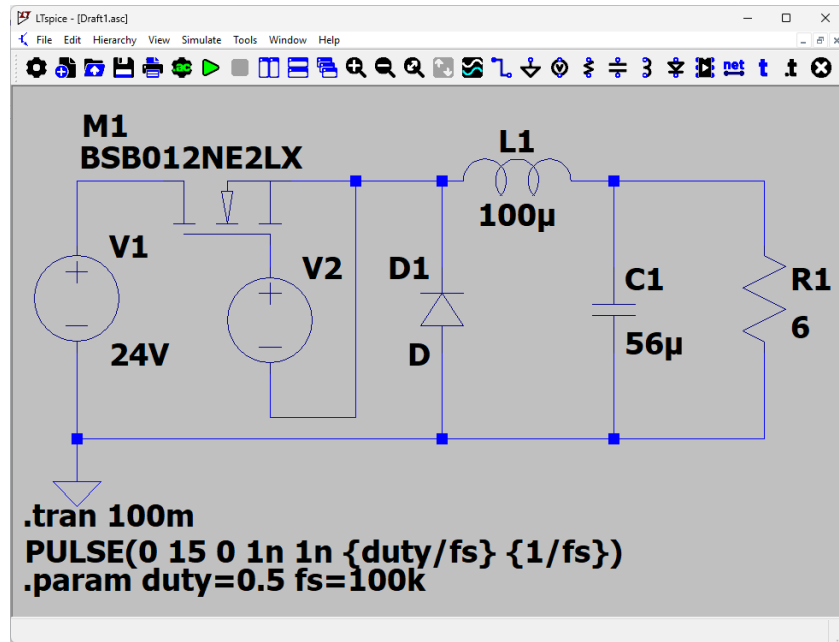 LTspice - [Draft1.asc]
File Edit Hierarchy View Simulate Tools Window Help
ac net t .t
M1
BSB012NE2LX
L1
100µ
V1
24V
V2
D1
D
C1
56µ
R1
6
.tran 100m
PULSE(0 15 0 1n 1n {duty/fs} {1/fs})
.param duty=0.5 fs=100k